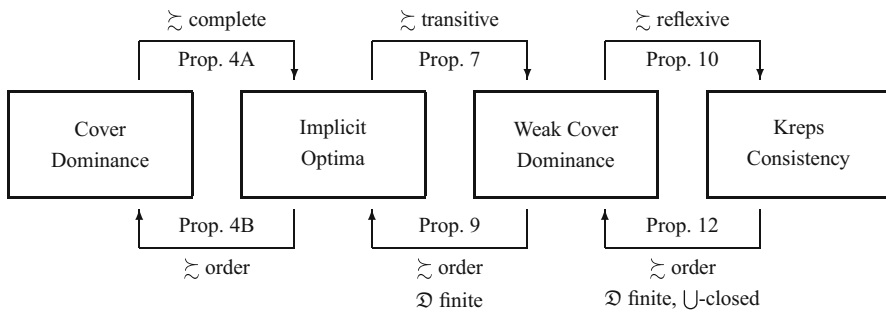 ≿ complete
≿ transitive
≿ reflexive
Prop. 4A
Prop. 7
Prop. 10
Cover
Dominance
Implicit
Optima
Weak Cover
Dominance
Kreps
Consistency
Prop. 4B
Prop. 9
Prop. 12
≿ order
≿ order
≿ order
𝔇 finite
𝔇 finite, ⋃-closed